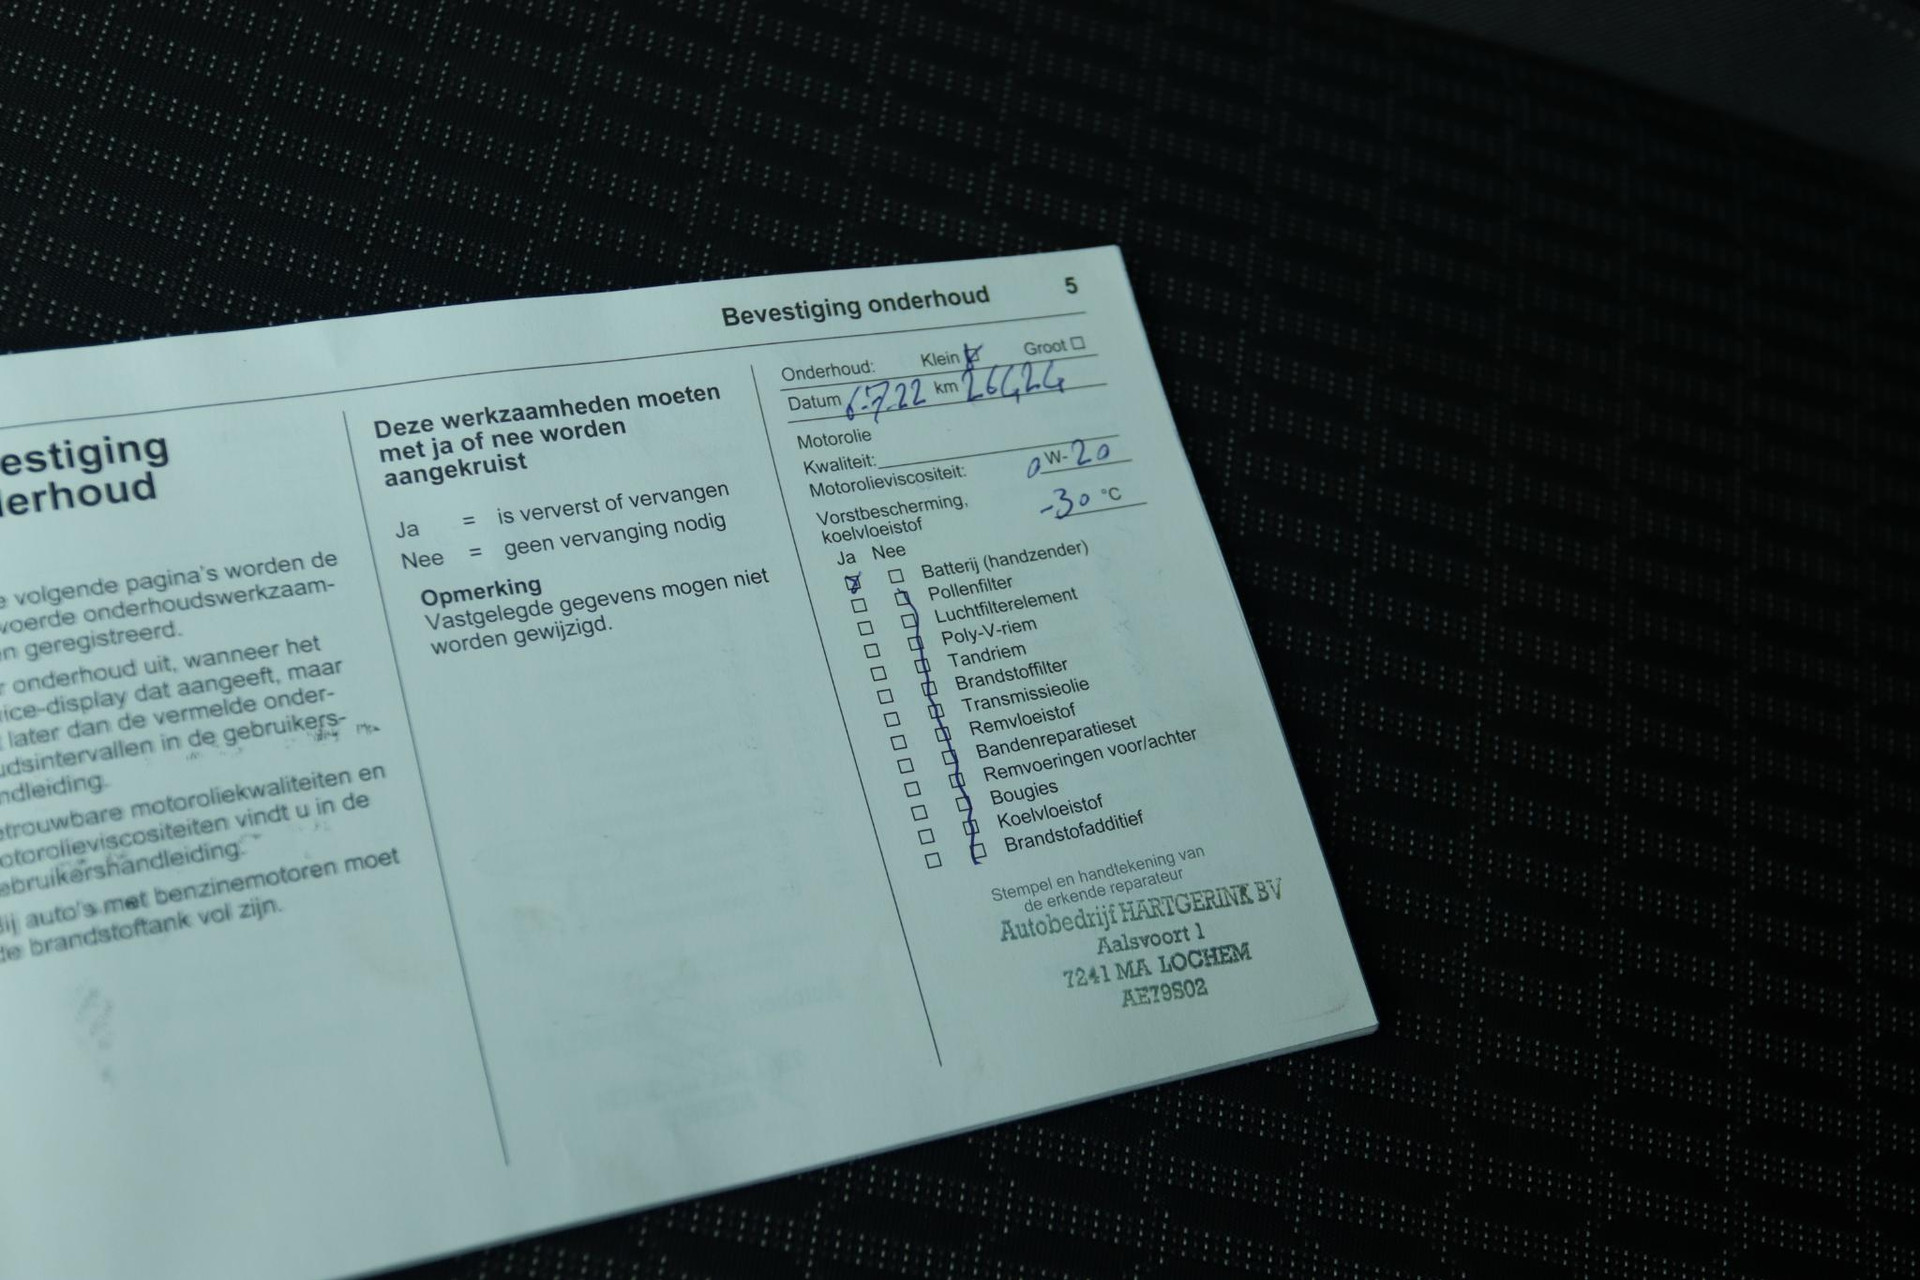 Bevestiging onderhoud 5
estiging
derhoud
e volgende pagina's worden de
voerde onderhoudswerkzaam-
n geregistreerd.
r onderhoud uit, wanneer het
ice-display dat aangeeft, maar
t later dan de vermelde onder-
udsintervallen in de gebruikers-
ndleiding.
etrouwbare motoroliekwaliteiten en
otorolieviscositeiten vindt u in de
ebruikershandleiding.
Bij auto's met benzinemotoren moet
de brandstoftank vol zijn.
Deze werkzaamheden moeten
met ja of nee worden
aangekruist
Ja = is ververst of vervangen
Nee = geen vervanging nodig
Opmerking
Vastgelegde gegevens mogen niet
worden gewijzigd.
Onderhoud: Klein Groot
Datum 6-7-22 km 26424
Motorolie
Kwaliteit:
Motorolieviscositeit: 0W-20
Vorstbescherming,
koelvloeistof -30 °C
Ja Nee
Batterij (handzender)
Pollenfilter
Luchtfilterelement
Poly-V-riem
Tandriem
Brandstoffilter
Transmissieolie
Remvloeistof
Bandenreparatieset
Remvoeringen voor/achter
Bougies
Koelvloeistof
Brandstofadditief
Stempel en handtekening van
de erkende reparateur
Autobedrijf HARTGERINK BV
Aalsvoort 1
7241 MA LOCHEM
AE79S02